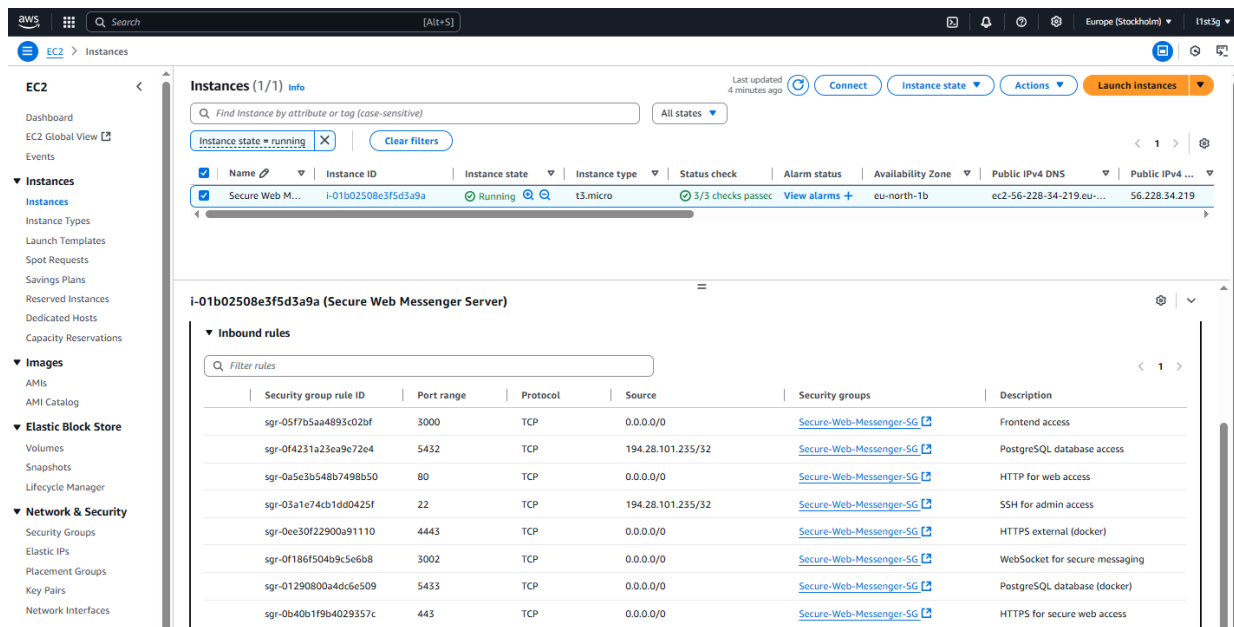 aws Search [Alt+S] Europe (Stockholm) l1st3g
EC2 > Instances
EC2
Dashboard
EC2 Global View
Events
Instances
Instances
Instance Types
Launch Templates
Spot Requests
Savings Plans
Reserved Instances
Dedicated Hosts
Capacity Reservations
Images
AMIs
AMI Catalog
Elastic Block Store
Volumes
Snapshots
Lifecycle Manager
Network & Security
Security Groups
Elastic IPs
Placement Groups
Key Pairs
Network Interfaces
Instances (1/1) Info
Last updated
4 minutes ago
Connect Instance state Actions Launch instances
Find Instance by attribute or tag (case-sensitive) All states
Instance state = running Clear filters
1
Name Instance ID Instance state Instance type Status check Alarm status Availability Zone Public IPv4 DNS Public IPv4 ...
Secure Web M... i-01b02508e3f5d3a9a Running t3.micro 3/3 checks passec View alarms + eu-north-1b ec2-56-228-34-219.eu-... 56.228.34.219
i-01b02508e3f5d3a9a (Secure Web Messenger Server)
Inbound rules
Filter rules
1
Security group rule ID Port range Protocol Source Security groups Description
sgr-05f7b5aa4893c02bf 3000 TCP 0.0.0.0/0 Secure-Web-Messenger-SG Frontend access
sgr-0f4231a23ea9e72e4 5432 TCP 194.28.101.235/32 Secure-Web-Messenger-SG PostgreSQL database access
sgr-0a5e3b548b7498b50 80 TCP 0.0.0.0/0 Secure-Web-Messenger-SG HTTP for web access
sgr-03a1e74cb1dd0425f 22 TCP 194.28.101.235/32 Secure-Web-Messenger-SG SSH for admin access
sgr-0ee30f22900a91110 4443 TCP 0.0.0.0/0 Secure-Web-Messenger-SG HTTPS external (docker)
sgr-0f186f504b9c5e6b8 3002 TCP 0.0.0.0/0 Secure-Web-Messenger-SG WebSocket for secure messaging
sgr-01290800a4dc6e509 5433 TCP 0.0.0.0/0 Secure-Web-Messenger-SG PostgreSQL database (docker)
sgr-0b40b1f9b4029357c 443 TCP 0.0.0.0/0 Secure-Web-Messenger-SG HTTPS for secure web access